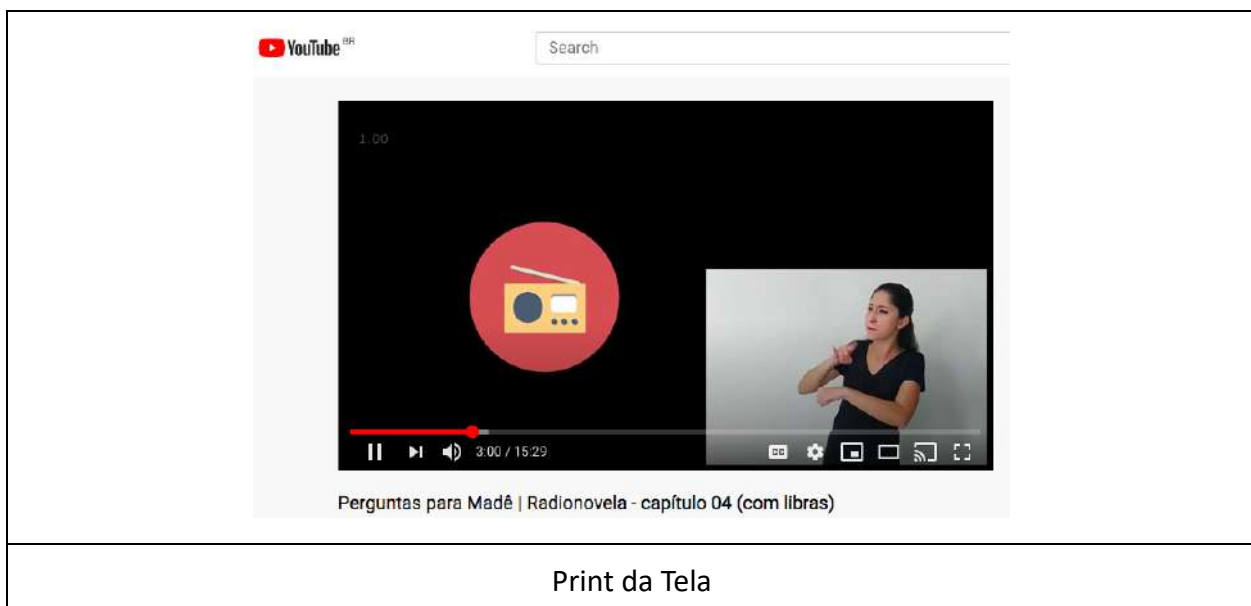 YouTube BR
Search
1.00
3:00 / 15:29
CC
Perguntas para Madê | Radionovela - capítulo 04 (com libras)
Print da Tela